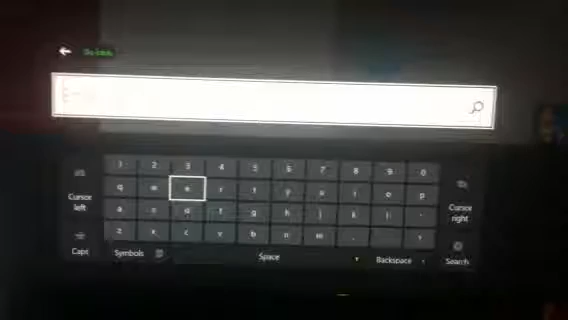 1 2 3 4 5 6 7 8 9 0
q w e r t y u i o p
Cursor left
Cursor right
a s d f g h j k l
z x c v b n m
Caps
Symbols
Space
Backspace
Search